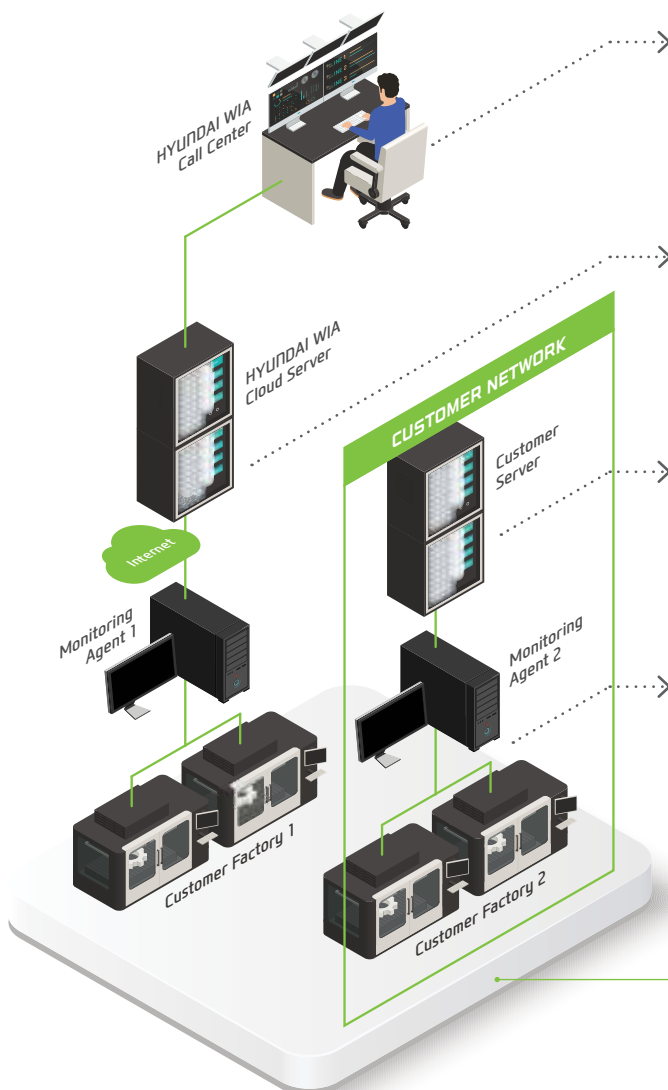 HYUNDAI WIA
Call Center
HYUNDAI WIA
Cloud Server
CUSTOMER NETWORK
Customer
Server
Internet
Monitoring
Agent 1
Monitoring
Agent 2
Customer Factory 1
Customer Factory 2